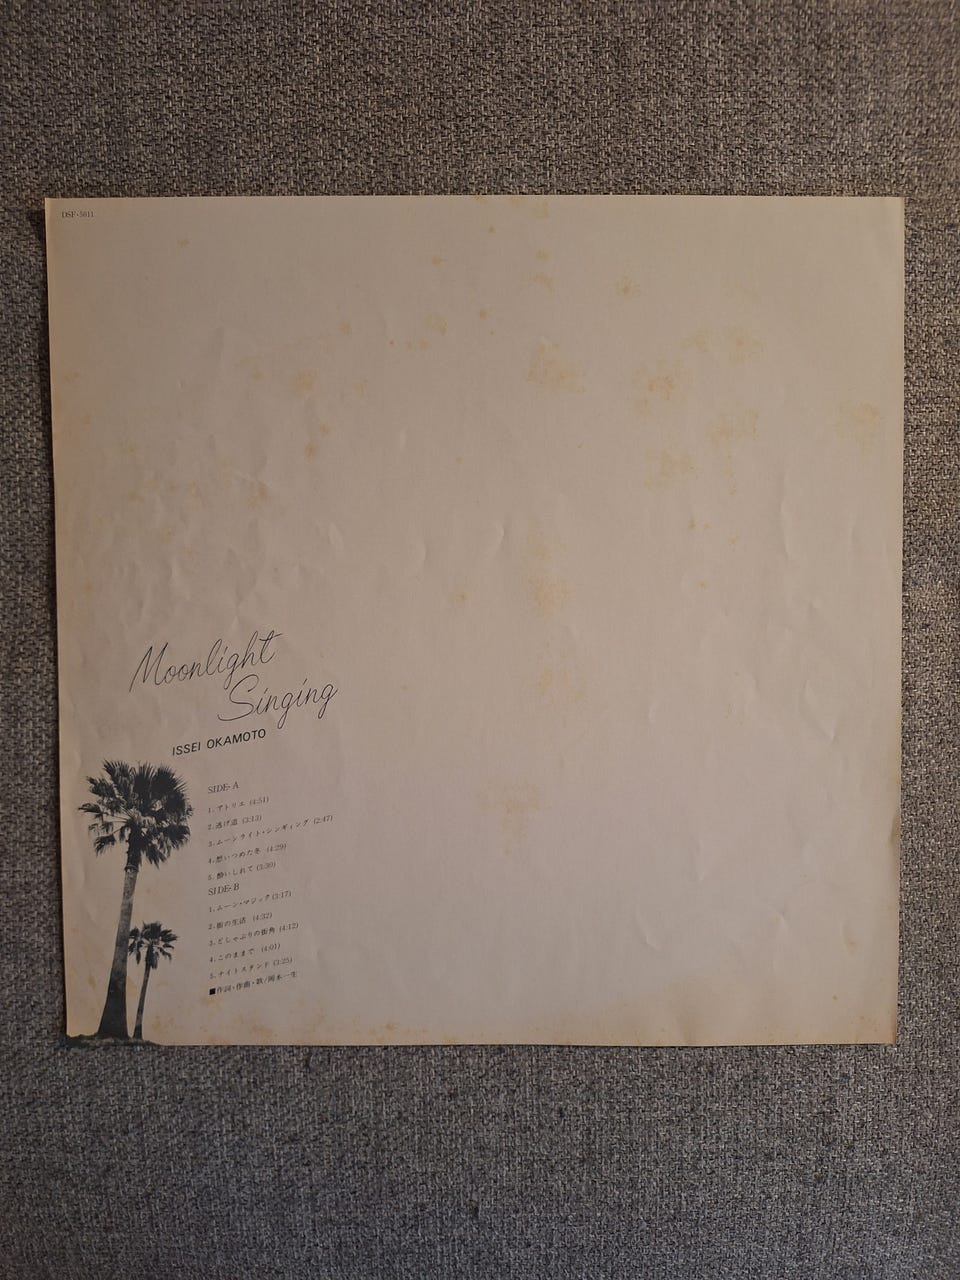 DSF-5011
Moonlight
Singing
ISSEI OKAMOTO
SIDE-A
1. アトリエ (4:51)
2. 逃げ道 (3:13)
3. ムーンライト・シンギィング (2:47)
4. 想いつめた冬 (4:29)
5. 酔いしれて (3:39)
SIDE-B
1. ムーン・マジック (3:17)
2. 街の生活 (4:32)
3. どしゃぶりの街角 (4:12)
4. このままで (4:01)
5. ナイトスタンド (3:25)
■作詞・作曲・歌/岡本一生